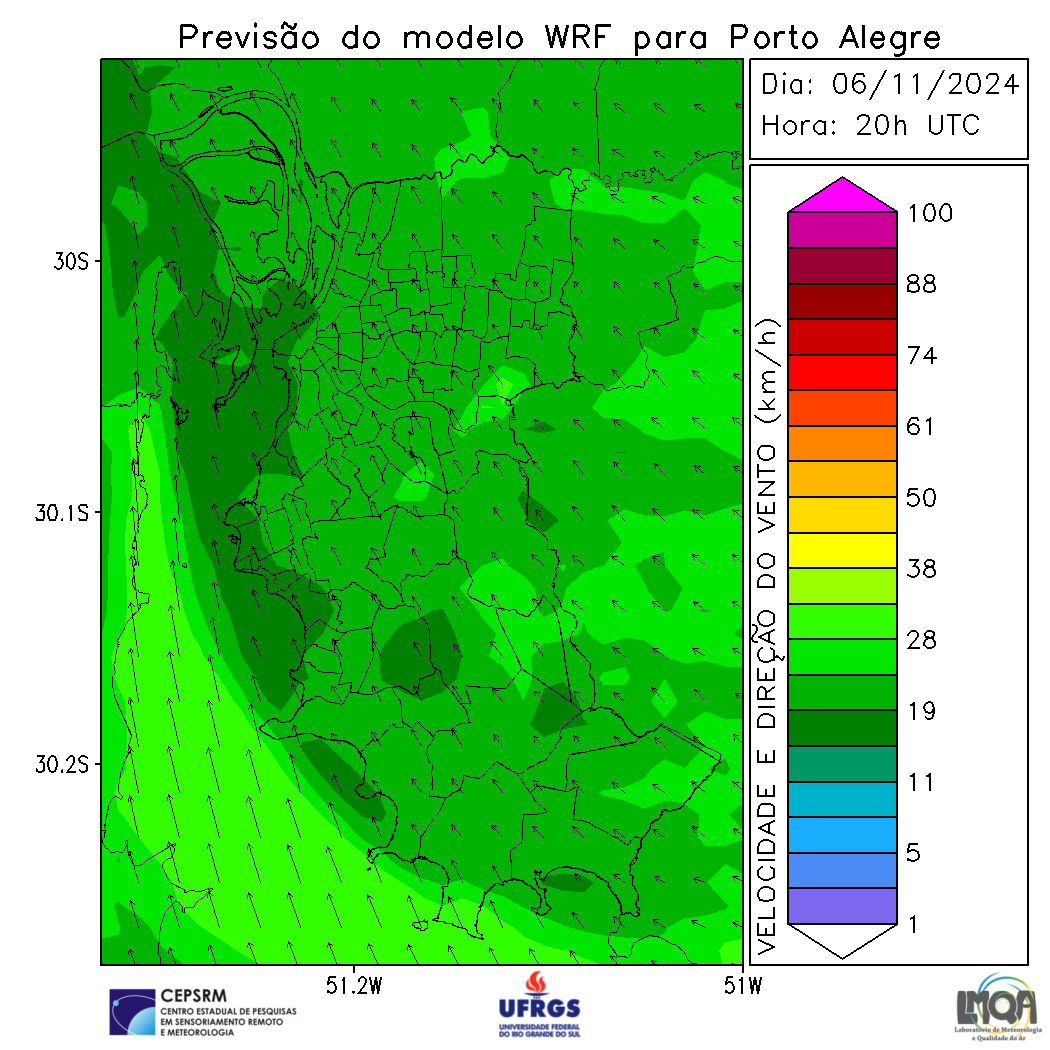 Previsão do modelo WRF para Porto Alegre
Dia: 06/11/2024
Hora: 20h UTC
30S
30.1S
30.2S
51.2W
51W
VELOCIDADE E DIREÇÃO DO VENTO (km/h)
100
88
74
61
50
38
28
19
11
5
1
CEPSRM
CENTRO ESTADUAL DE PESQUISAS
EM SENSORIAMENTO REMOTO
E METEOROLOGIA
UFRGS
UNIVERSIDADE FEDERAL
DO RIO GRANDE DO SUL
LMQA
Laboratório de Meteorologia
e Qualidade do Ar